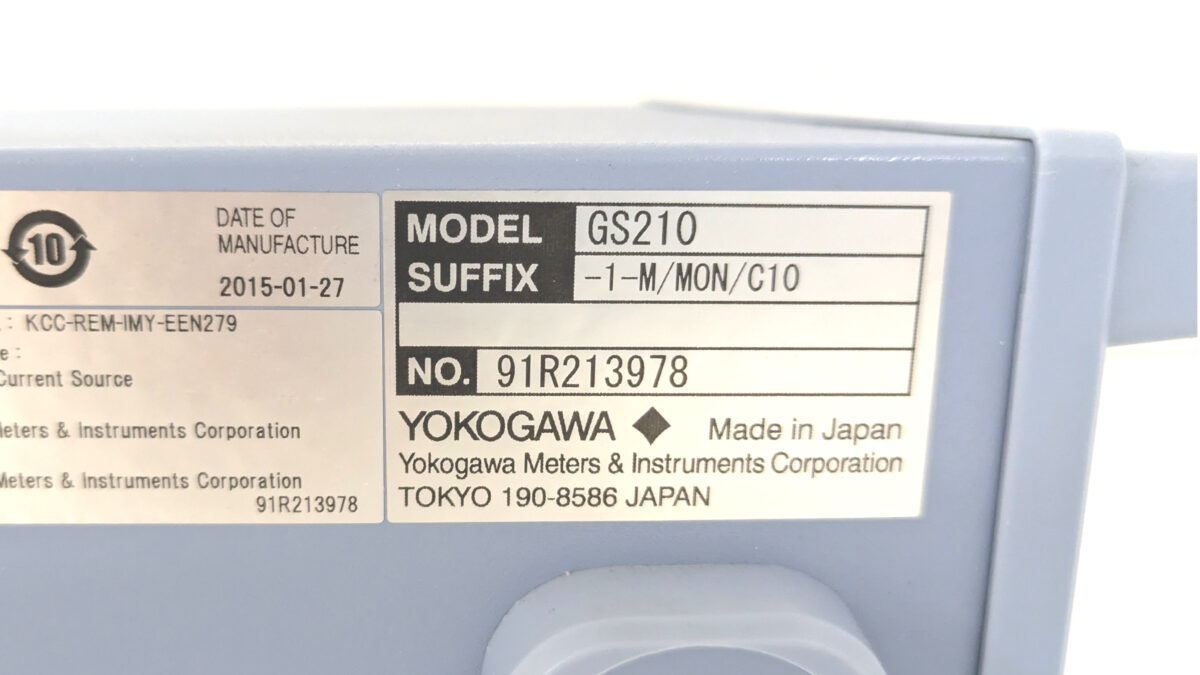 10
DATE OF
MANUFACTURE
2015-01-27
: KCC-REM-IMY-EEN279
e :
Current Source
Meters & Instruments Corporation
Meters & Instruments Corporation
91R213978
MODEL GS210
SUFFIX -1-M/MON/C10
NO. 91R213978
YOKOGAWA ◆ Made in Japan
Yokogawa Meters & Instruments Corporation
TOKYO 190-8586 JAPAN